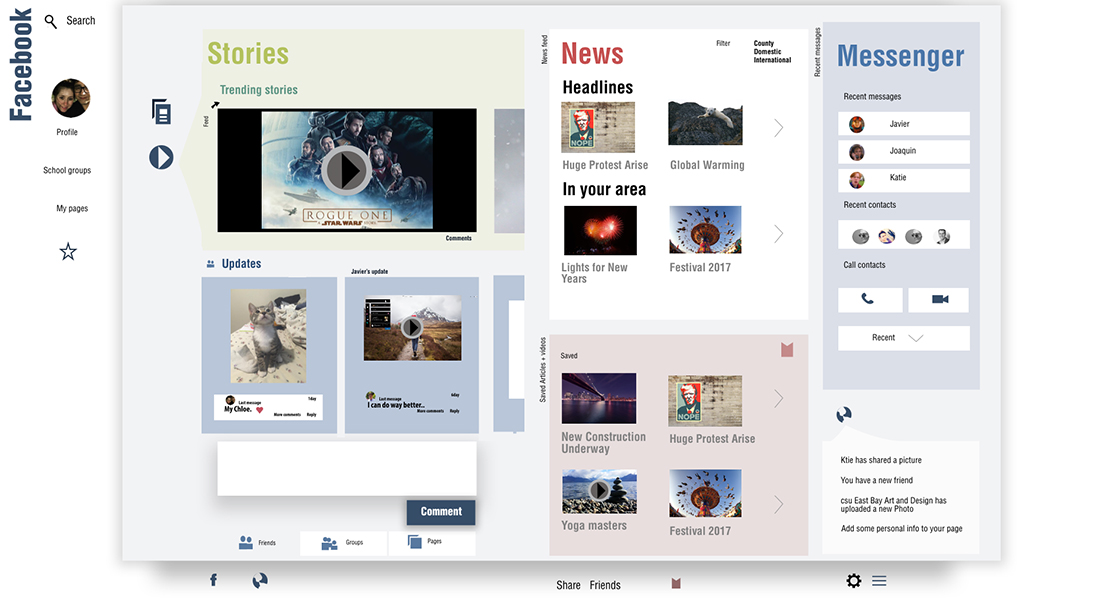 Facebook
Search
Profile
School groups
My pages
Stories
Trending stories
Feed
ROGUE ONE
A STAR WARS STORY
Comments
Updates
Javier's update
1day
Last message
My Chloe.
More comments Reply
6day
Last message
I can do way better..
More comments Reply
Comment
Friends
Groups
Pages
News feed
News
Filter
County
Domestic
International
Headlines
NOPE
Huge Protest Arise
Global Warming
In your area
Lights for New
Years
Festival 2017
Saved Articles + videos
Saved
New Construction
Underway
NOPE
Huge Protest Arise
Yoga masters
Festival 2017
Recent messages
Messenger
Recent messages
Javier
Joaquin
Katie
Recent contacts
Call contacts
Recent
Ktie has shared a picture
You have a new friend
csu East Bay Art and Design has
uploaded a new Photo
Add some personal info to your page
f
Share Friends